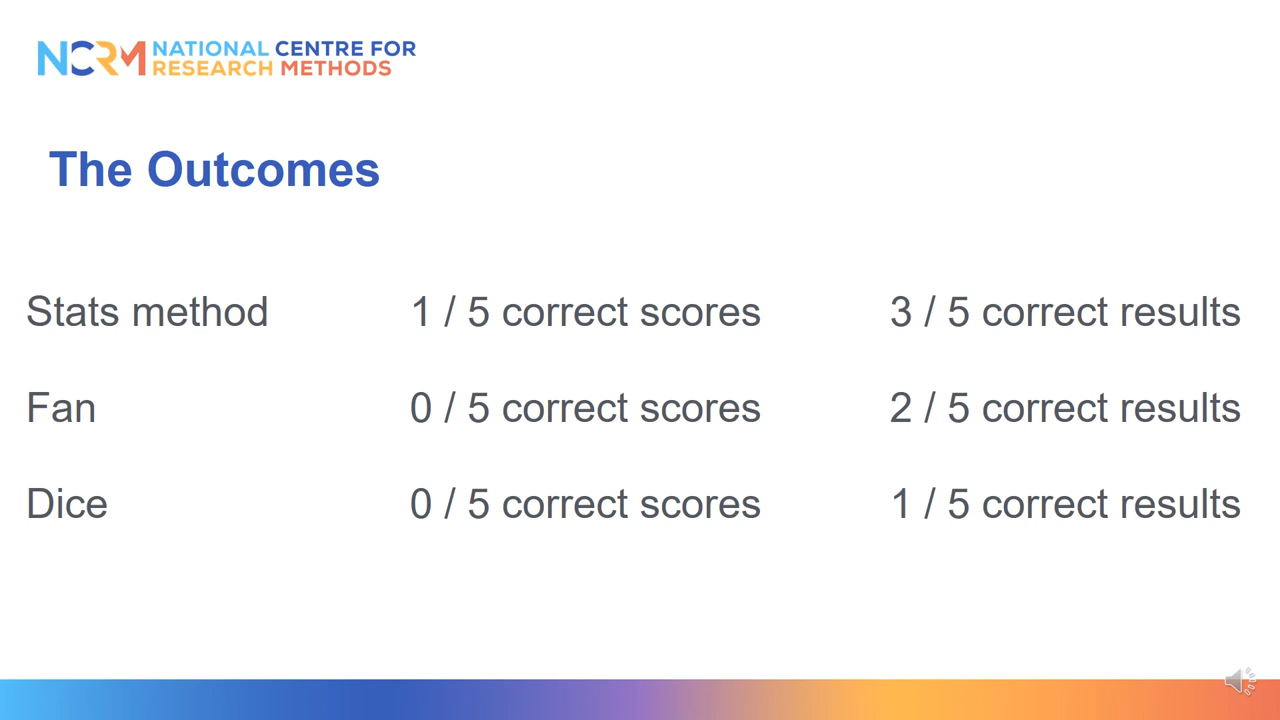 NCRM NATIONAL CENTRE FOR
RESEARCH METHODS
The Outcomes
Stats method 1 / 5 correct scores 3 / 5 correct results
Fan 0 / 5 correct scores 2 / 5 correct results
Dice 0 / 5 correct scores 1 / 5 correct results